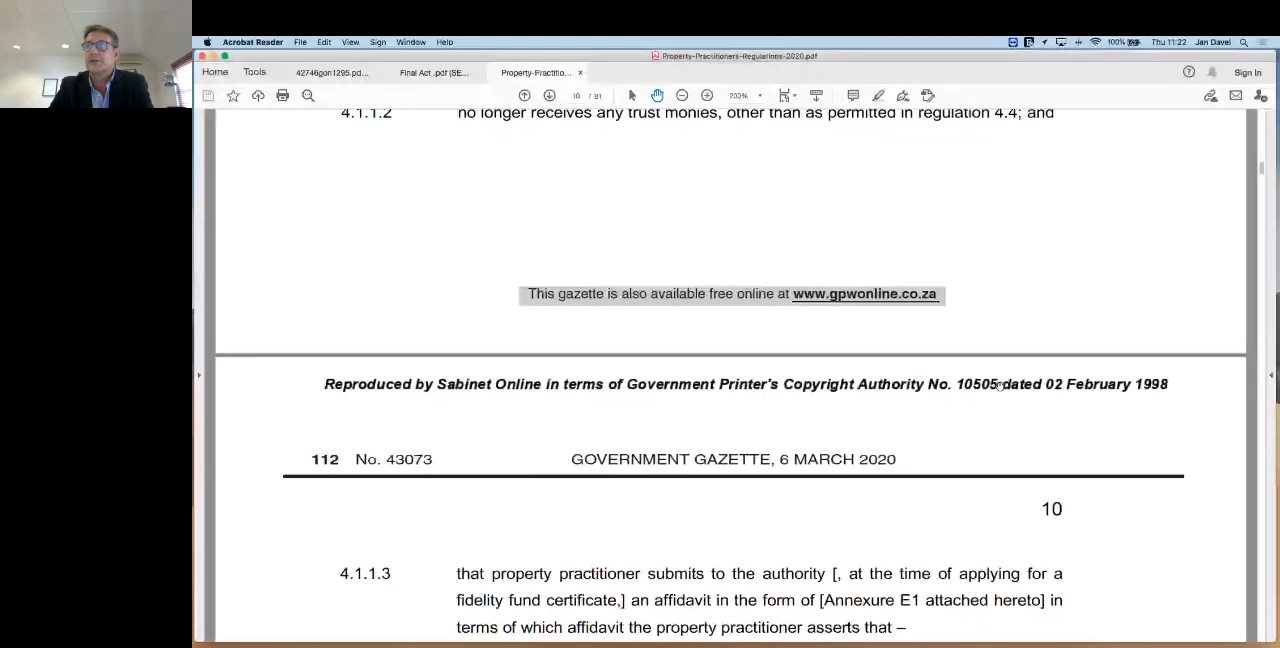 Acrobat Reader File Edit View Sign Window Help 100% Thu 11:22 Jan Davel
Property-Practitioners-Regulations-2020.pdf
Home Tools 42746gon1295.pd... Final Act .pdf (SE... Property-Practitio... × Sign In
16 / 91 200%
4.1.1.2 no longer receives any trust monies, other than as permitted in regulation 4.4; and
This gazette is also available free online at www.gpwonline.co.za
Reproduced by Sabinet Online in terms of Government Printer's Copyright Authority No. 10505 dated 02 February 1998
112 No. 43073 GOVERNMENT GAZETTE, 6 MARCH 2020
10
4.1.1.3 that property practitioner submits to the authority [, at the time of applying for a
fidelity fund certificate,] an affidavit in the form of [Annexure E1 attached hereto] in
terms of which affidavit the property practitioner asserts that –